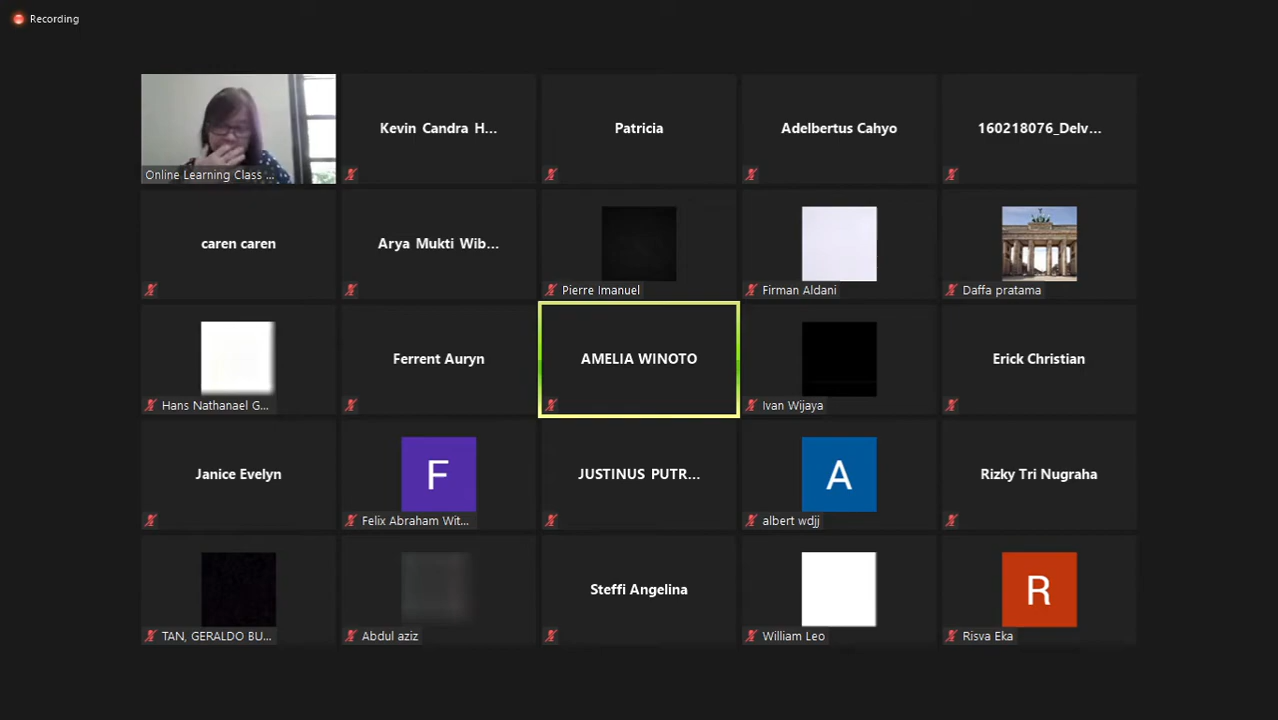 Recording
Online Learning Class ...
Kevin Candra H...
Patricia
Adelbertus Cahyo
160218076_Delv...
caren caren
Arya Mukti Wib...
Pierre Imanuel
Firman Aldani
Daffa pratama
Hans Nathanael G...
Ferrent Auryn
AMELIA WINOTO
Ivan Wijaya
Erick Christian
Janice Evelyn
F
Felix Abraham Wit...
JUSTINUS PUTR...
A
albert wdjj
Rizky Tri Nugraha
TAN, GERALDO BU...
Abdul aziz
Steffi Angelina
William Leo
R
Risva Eka